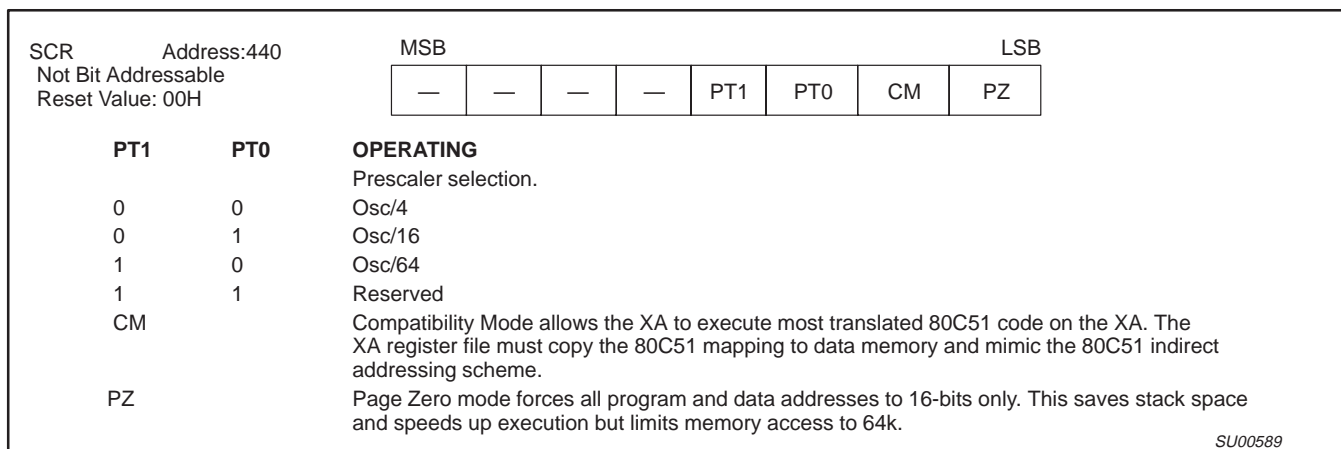 SCR Address:440 MSB LSB
Not Bit Addressable
Reset Value: 00H
— — — — PT1 PT0 CM PZ
PT1 PT0 OPERATING
Prescaler selection.
0 0 Osc/4
0 1 Osc/16
1 0 Osc/64
1 1 Reserved
CM Compatibility Mode allows the XA to execute most translated 80C51 code on the XA. The
XA register file must copy the 80C51 mapping to data memory and mimic the 80C51 indirect
addressing scheme.
PZ Page Zero mode forces all program and data addresses to 16-bits only. This saves stack space
and speeds up execution but limits memory access to 64k.
SU00589